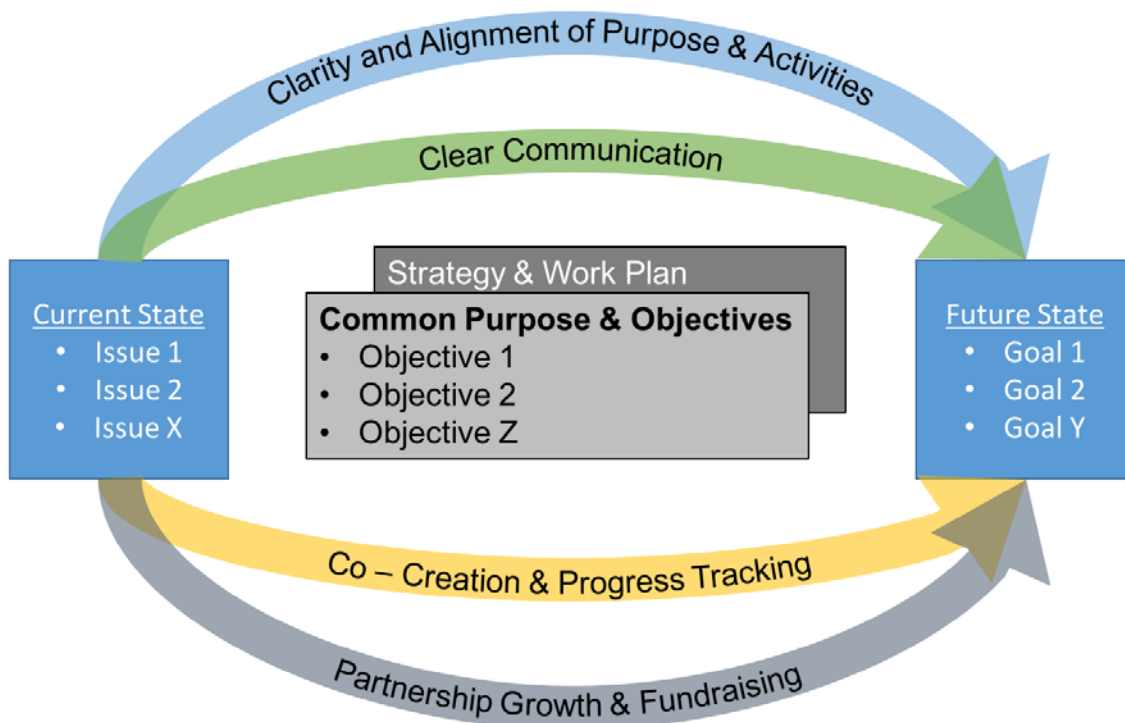 Clarity and Alignment of Purpose & Activities
Clear Communication
Current State
• Issue 1
• Issue 2
• Issue X
Strategy & Work Plan
Common Purpose & Objectives
• Objective 1
• Objective 2
• Objective Z
Future State
• Goal 1
• Goal 2
• Goal Y
Co – Creation & Progress Tracking
Partnership Growth & Fundraising